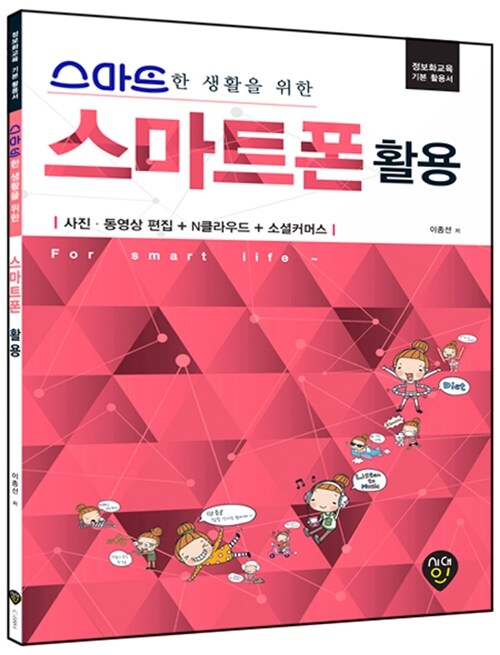 정보화교육
기본 활용서
스마트한 생활을 위한
스마트폰 활용
사진 · 동영상 편집 + N클라우드 + 소셜커머스
이종선 저
For smart life ~
Diet
Listen to
Music
시대인
정보화교육 기본 활용서
스마트한 생활을 위한 스마트폰 활용
이종선 저